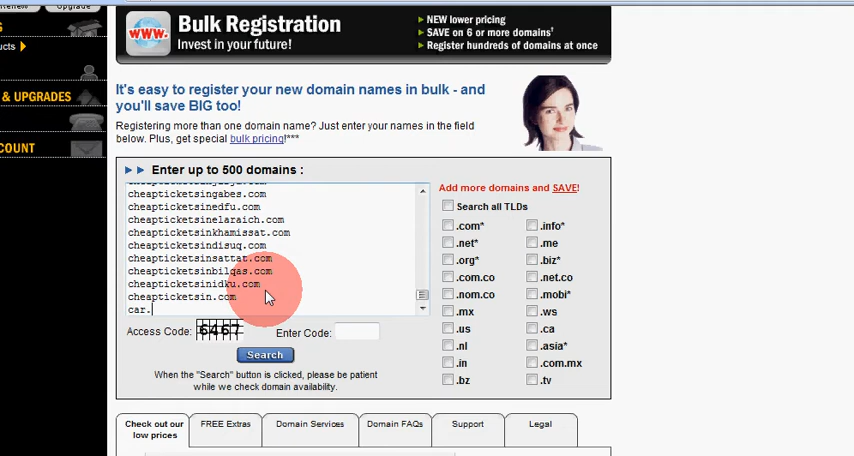 Renew
Upgrade
WWW.
Bulk Registration
Invest in your future!
NEW lower pricing
SAVE on 6 or more domains†
Register hundreds of domains at once
& UPGRADES
It's easy to register your new domain names in bulk - and
you'll save BIG too!
Registering more than one domain name? Just enter your names in the field
below. Plus, get special bulk pricing!***
Enter up to 500 domains :
cheapticketsingabes.com
cheapticketsinedfu.com
cheapticketsinelaraich.com
cheapticketsinkhamissat.com
cheapticketsindisuq.com
cheapticketsinsattat.com
cheapticketsinbilqas.com
cheapticketsinidku.com
cheapticketsin.com
car.
Add more domains and SAVE!
Search all TLDs
.com*
.info*
.net*
.me
.org*
.biz*
.com.co
.net.co
.nom.co
.mobi*
.mx
.ws
.us
.ca
.nl
.asia*
.in
.com.mx
.bz
.tv
Access Code: 6467 Enter Code:
Search
When the "Search" button is clicked, please be patient
while we check domain availability.
Check out our
low prices
FREE Extras
Domain Services
Domain FAQs
Support
Legal